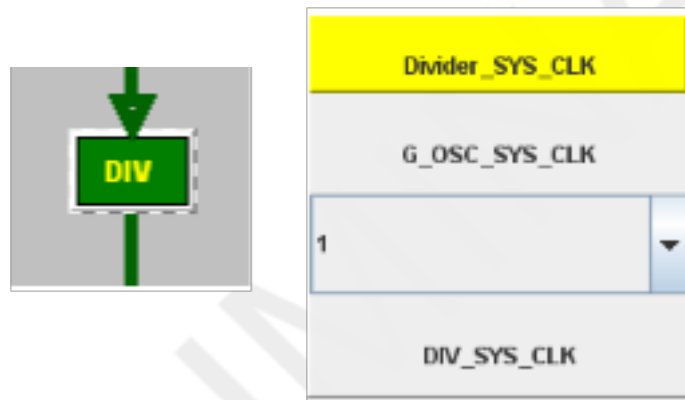 DIV
Divider_SYS_CLK
G_OSC_SYS_CLK
1
DIV_SYS_CLK